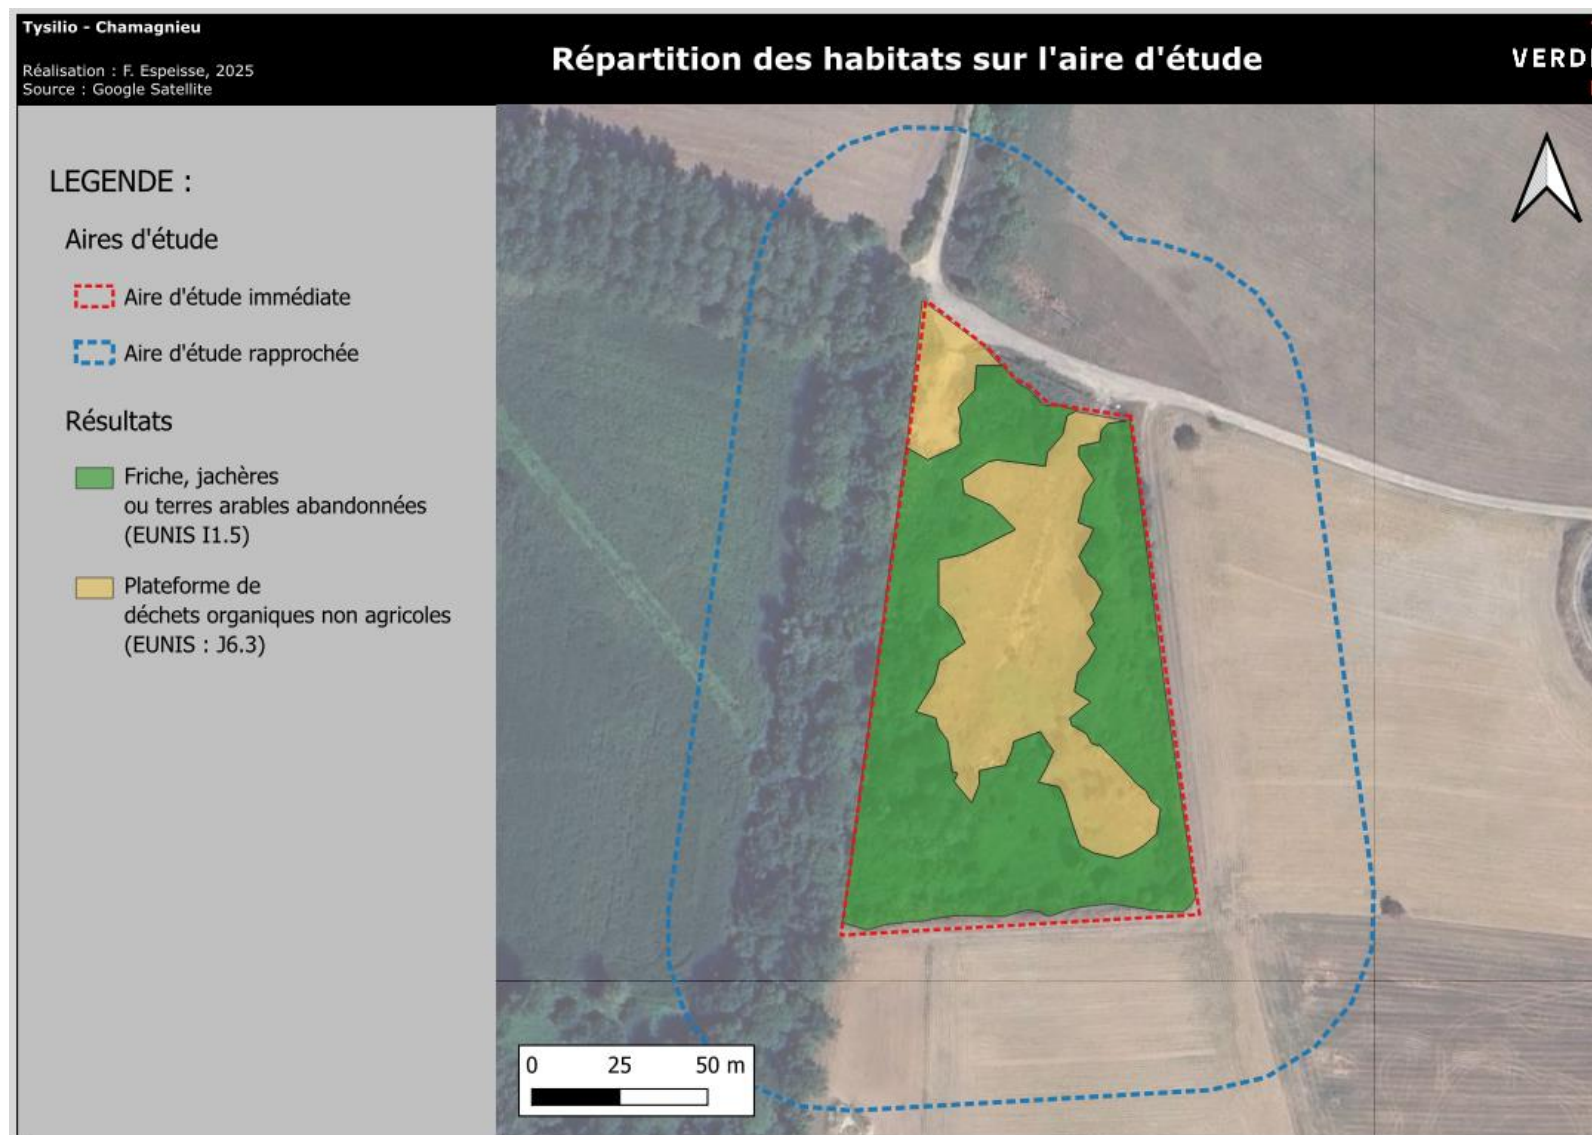 Tysilio - Chamagnieu
Réalisation : F. Espeisse, 2025
Source : Google Satellite
Répartition des habitats sur l'aire d'étude
VERD
LEGENDE :
Aires d'étude
Aire d'étude immédiate
Aire d'étude rapprochée
Résultats
Friche, jachères
ou terres arables abandonnées
(EUNIS I1.5)
Plateforme de
déchets organiques non agricoles
(EUNIS : J6.3)
0 25 50 m